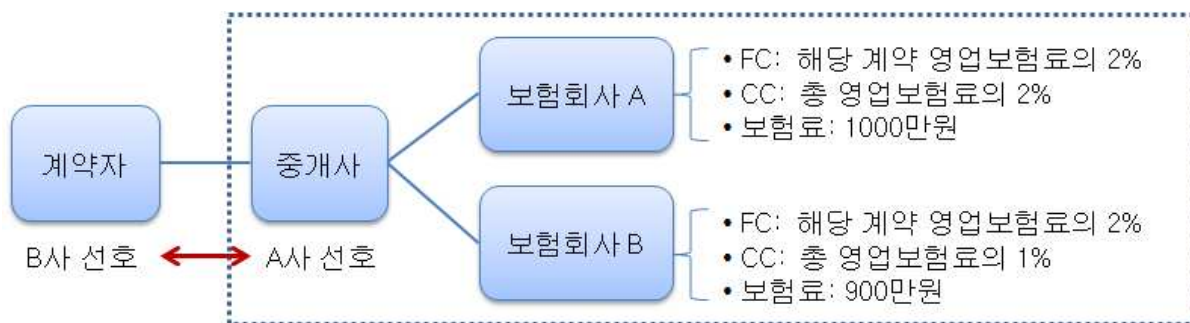 보험회사 A
• FC: 해당 계약 영업보험료의 2%
• CC: 총 영업보험료의 2%
• 보험료: 1000만원
계약자
중개사
보험회사 B
• FC: 해당 계약 영업보험료의 2%
• CC: 총 영업보험료의 1%
• 보험료: 900만원
B사 선호
A사 선호